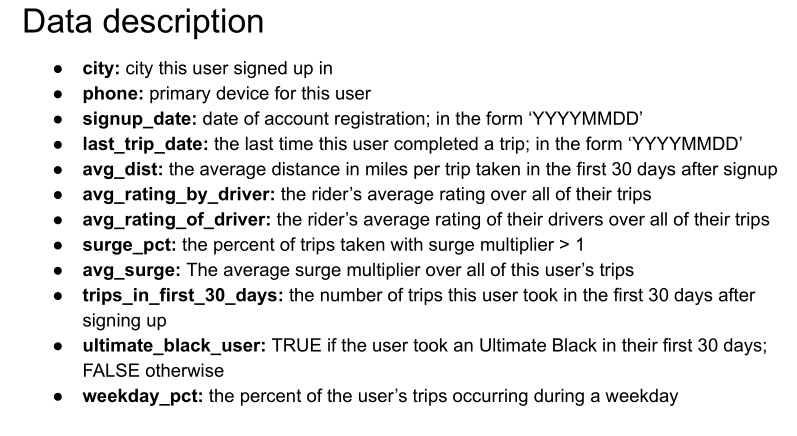 Data description
● city: city this user signed up in
● phone: primary device for this user
● signup_date: date of account registration; in the form ‘YYYYMMDD’
● last_trip_date: the last time this user completed a trip; in the form ‘YYYYMMDD’
● avg_dist: the average distance in miles per trip taken in the first 30 days after signup
● avg_rating_by_driver: the rider’s average rating over all of their trips
● avg_rating_of_driver: the rider’s average rating of their drivers over all of their trips
● surge_pct: the percent of trips taken with surge multiplier > 1
● avg_surge: The average surge multiplier over all of this user’s trips
● trips_in_first_30_days: the number of trips this user took in the first 30 days after
signing up
● ultimate_black_user: TRUE if the user took an Ultimate Black in their first 30 days;
FALSE otherwise
● weekday_pct: the percent of the user’s trips occurring during a weekday